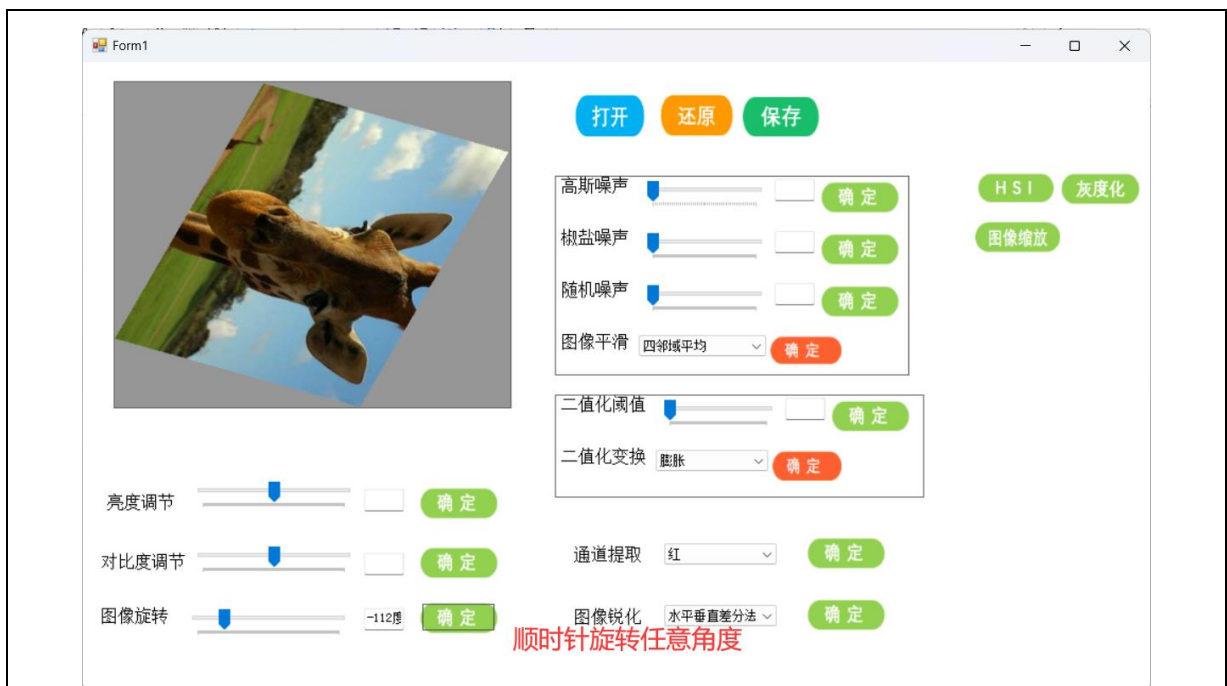 Form1
打开 还原 保存
高斯噪声 确 定 H S I 灰度化
椒盐噪声 确 定 图像缩放
随机噪声 确 定
图像平滑 四邻域平均 确 定
二值化阈值 确 定
二值化变换 膨胀 确 定
亮度调节 确 定
对比度调节 确 定 通道提取 红 确 定
图像旋转 -112度 确 定 图像锐化 水平垂直差分法 确 定
顺时针旋转任意角度